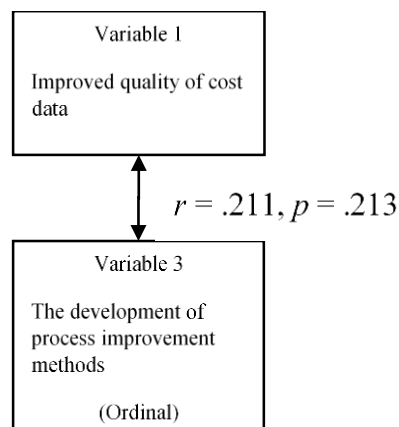 Variable 1
Improved quality of cost
data
r = .211, p = .213
Variable 3
The development of
process improvement
methods
(Ordinal)